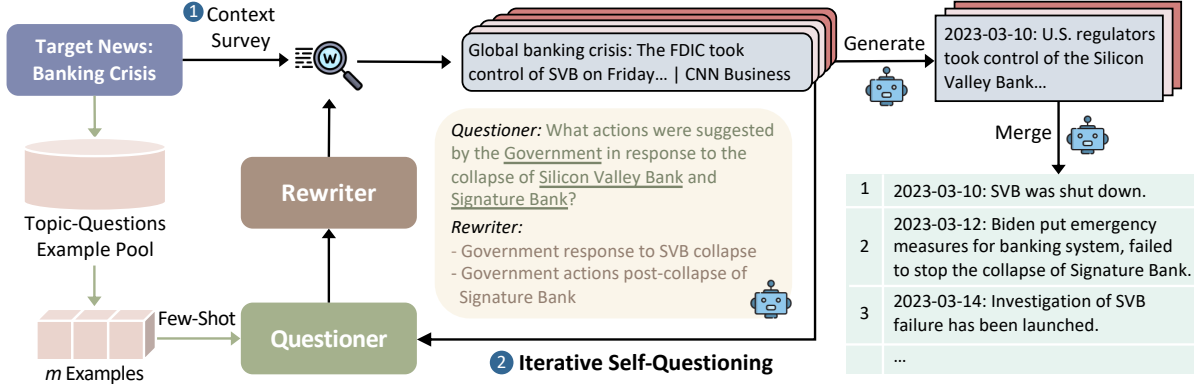 1 Context
Survey
Target News:
Banking Crisis
W
Global banking crisis: The FDIC took
control of SVB on Friday... | CNN Business
Generate
2023-03-10: U.S. regulators
took control of the Silicon
Valley Bank...
Merge
Topic-Questions
Example Pool
m Examples
Few-Shot
Questioner
Rewriter
Questioner: What actions were suggested
by the Government in response to the
collapse of Silicon Valley Bank and
Signature Bank?
Rewriter:
- Government response to SVB collapse
- Government actions post-collapse of
Signature Bank
2 Iterative Self-Questioning
1 2023-03-10: SVB was shut down.
2 2023-03-12: Biden put emergency
measures for banking system, failed
to stop the collapse of Signature Bank.
3 2023-03-14: Investigation of SVB
failure has been launched.
...